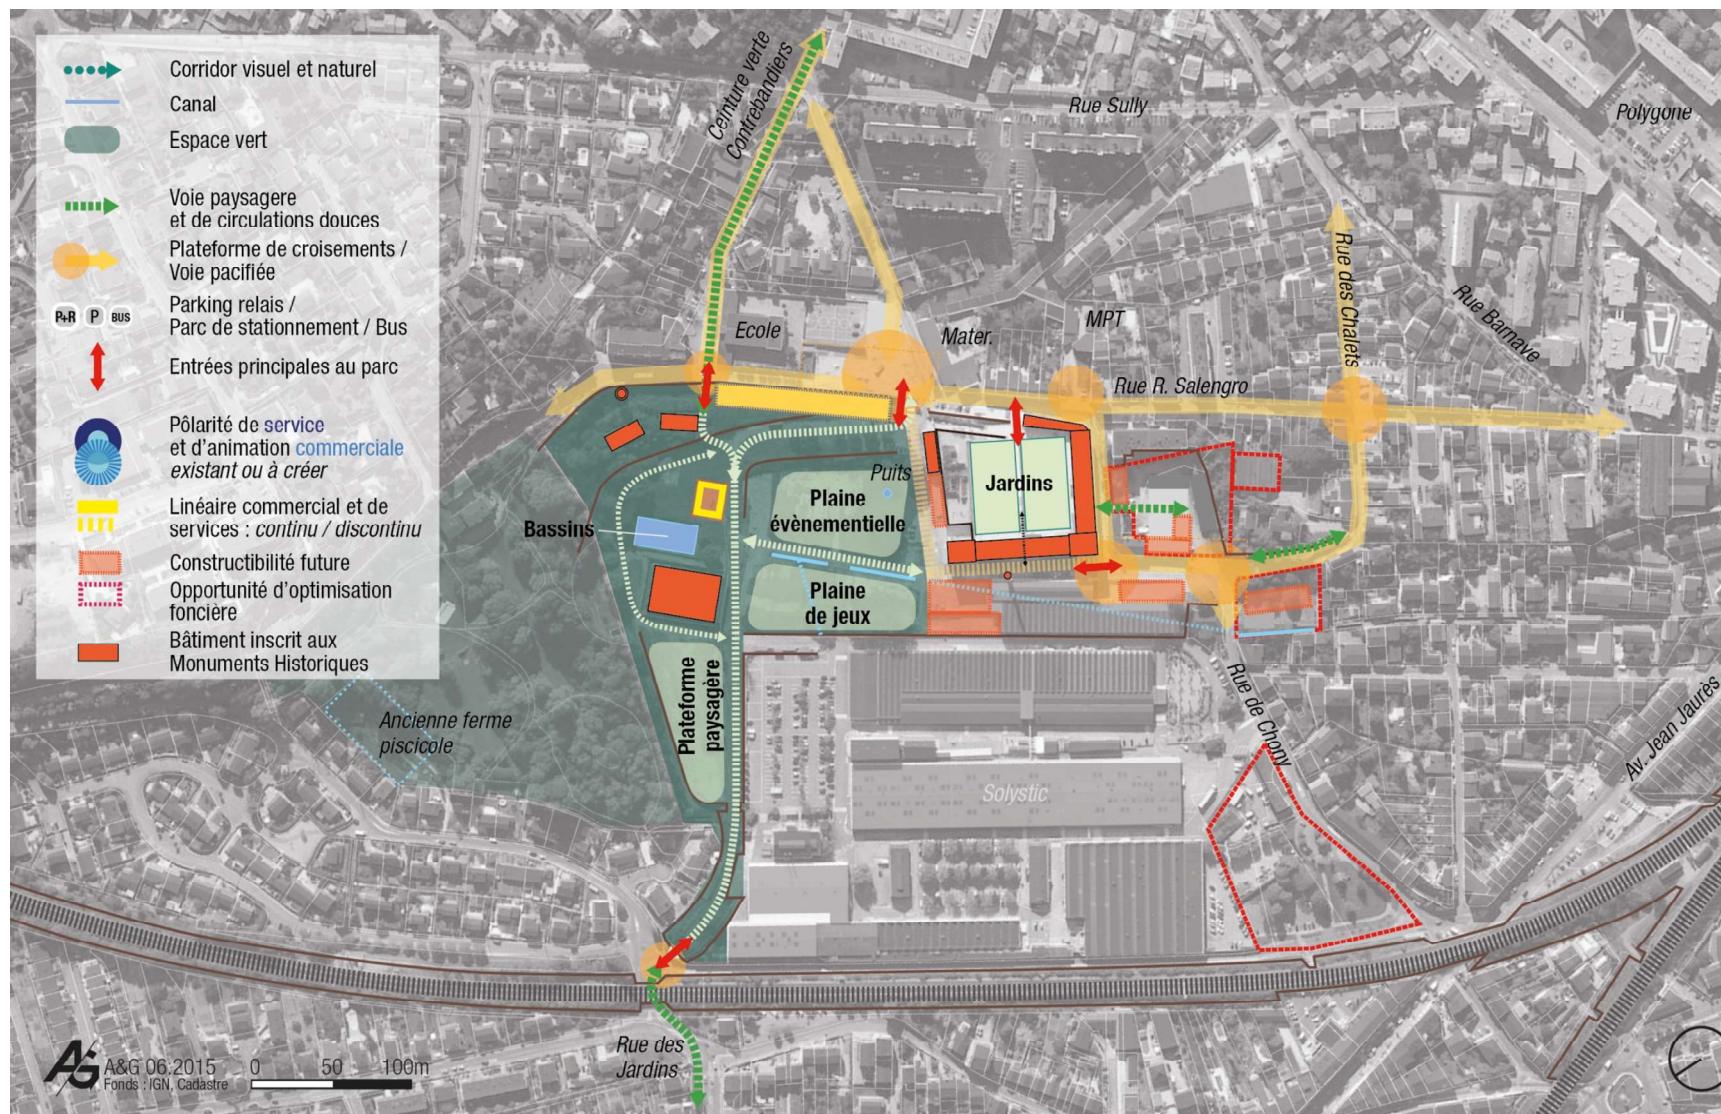 Corridor visuel et naturel
Canal
Espace vert
Voie paysagere
et de circulations douces
Plateforme de croisements /
Voie pacifiée
P+R P BUS
Parking relais /
Parc de stationnement / Bus
Entrées principales au parc
Pôlarité de service
et d'animation commerciale
existant ou à créer
Linéaire commercial et de
services : continu / discontinu
Constructibilité future
Opportunité d'optimisation
foncière
Bâtiment inscrit aux
Monuments Historiques
Ceinture verte
Contrebandiers
Rue Sully
Polygone
Rue des Chalets
Rue Barnave
Ecole
Mater.
MPT
Rue R. Salengro
Puits
Jardins
Plaine
évènementielle
Bassins
Plaine
de jeux
Plateforme
paysagère
Ancienne ferme
piscicole
Rue de Chony
Av. Jean Jaurès
Solystic
Rue des
Jardins
AG
A&G 06.2015
Fonds : IGN, Cadastre
0 50 100m